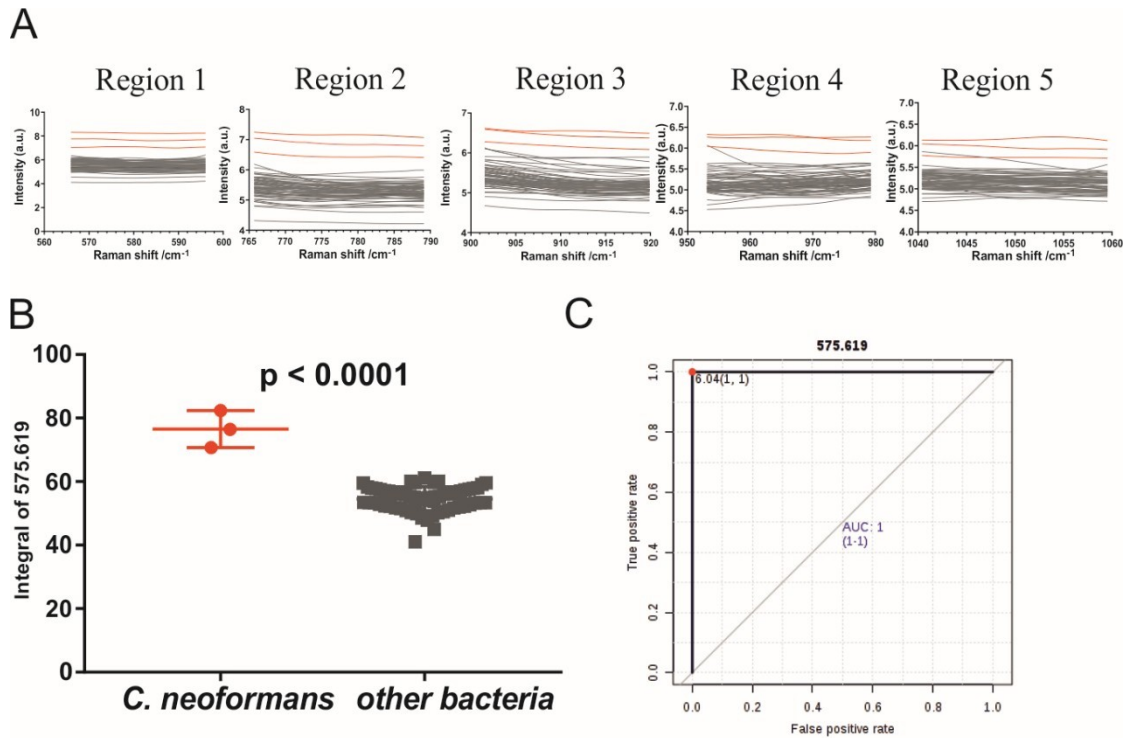 A
Region 1 Region 2 Region 3 Region 4 Region 5
Intensity (a.u.)
10
8
6
4
2
0
560 570 580 590 600
Raman shift /cm-1
Intensity (a.u.)
8
7
6
5
4
765 770 775 780 785 790
Raman shift /cm-1
Intensity (a.u.)
7
6
5
4
900 905 910 915 920
Raman shift /cm-1
Intensity (a.u.)
7.0
6.5
6.0
5.5
5.0
4.5
4.0
950 960 970 980
Raman shift /cm-1
Intensity (a.u.)
7.0
6.5
6.0
5.5
5.0
4.5
4.0
1040 1045 1050 1055 1060
Raman shift /cm-1
B
p < 0.0001
Integral of 575.619
100
80
60
40
20
0
C. neoformans other bacteria
C
575.619
6.04(1, 1)
AUC: 1
(1-1)
True positive rate
1.0
0.8
0.6
0.4
0.2
0.0
0.0 0.2 0.4 0.6 0.8 1.0
False positive rate